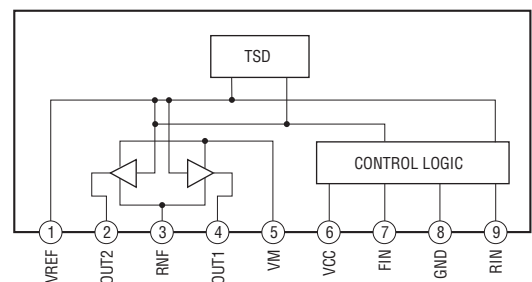 TSD
CONTROL LOGIC
1 2 3 4 5 6 7 8 9
VREF OUT2 RNF OUT1 VM VCC FIN GND RIN